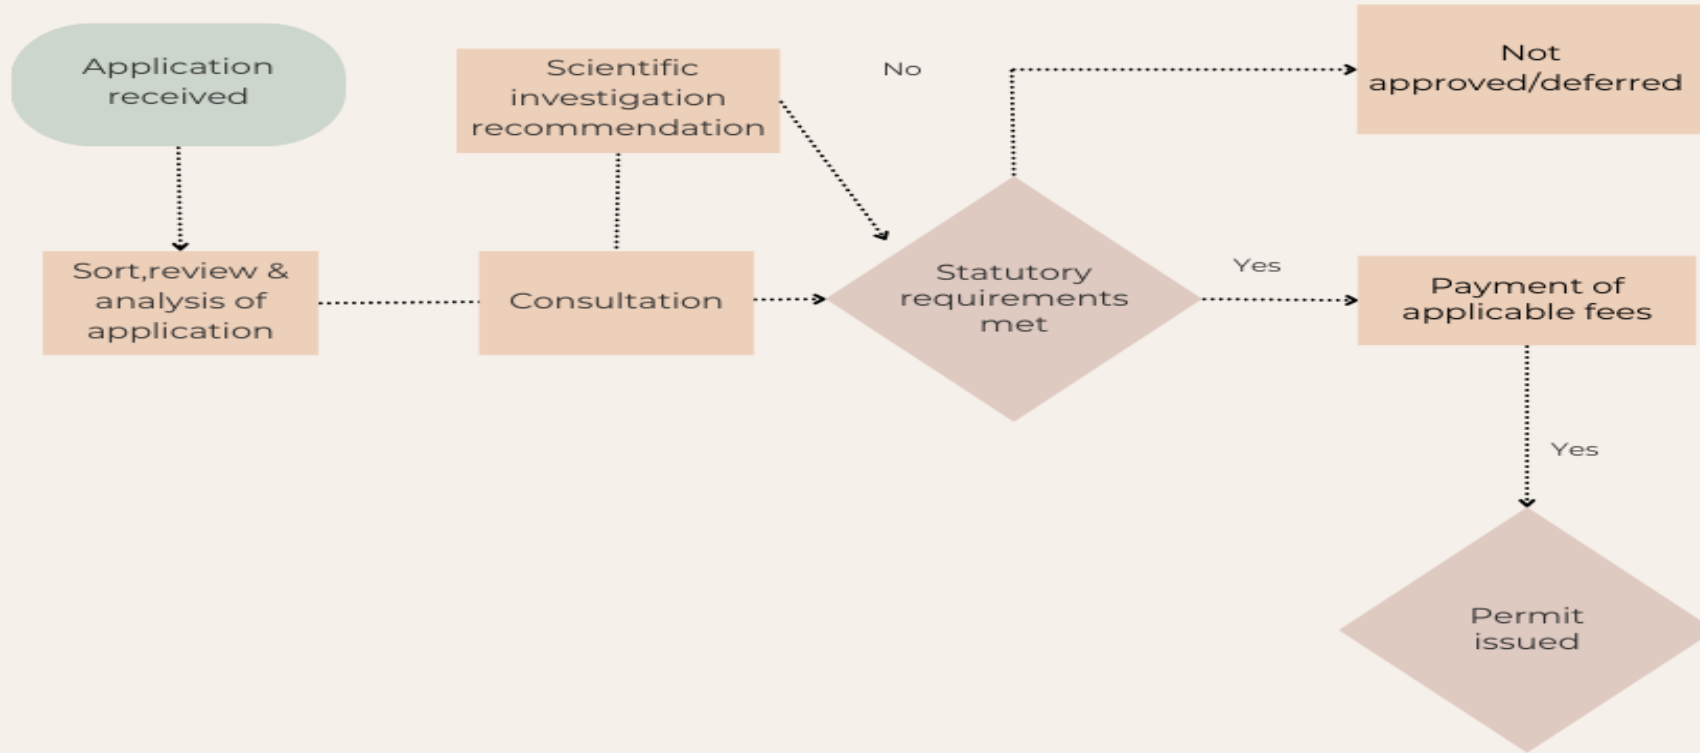 Application
received
Scientific
investigation
recommendation
No
Not
approved/deferred
Sort,review &
analysis of
application
Consultation
Statutory
requirements
met
Yes
Payment of
applicable fees
Yes
Permit
issued